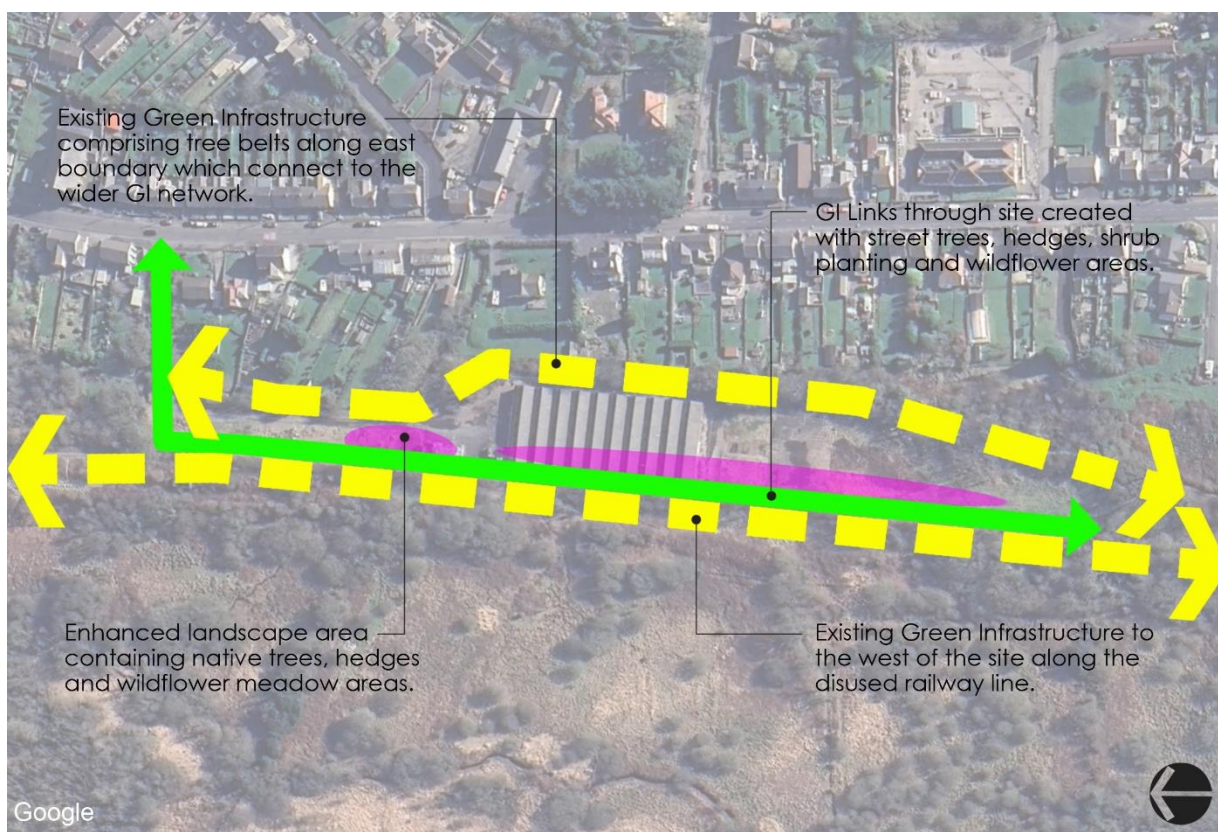 Existing Green Infrastructure
comprising tree belts along east
boundary which connect to the
wider GI network.
GI Links through site created
with street trees, hedges, shrub
planting and wildflower areas.
Enhanced landscape area
containing native trees, hedges
and wildflower meadow areas.
Existing Green Infrastructure to
the west of the site along the
disused railway line.
Google